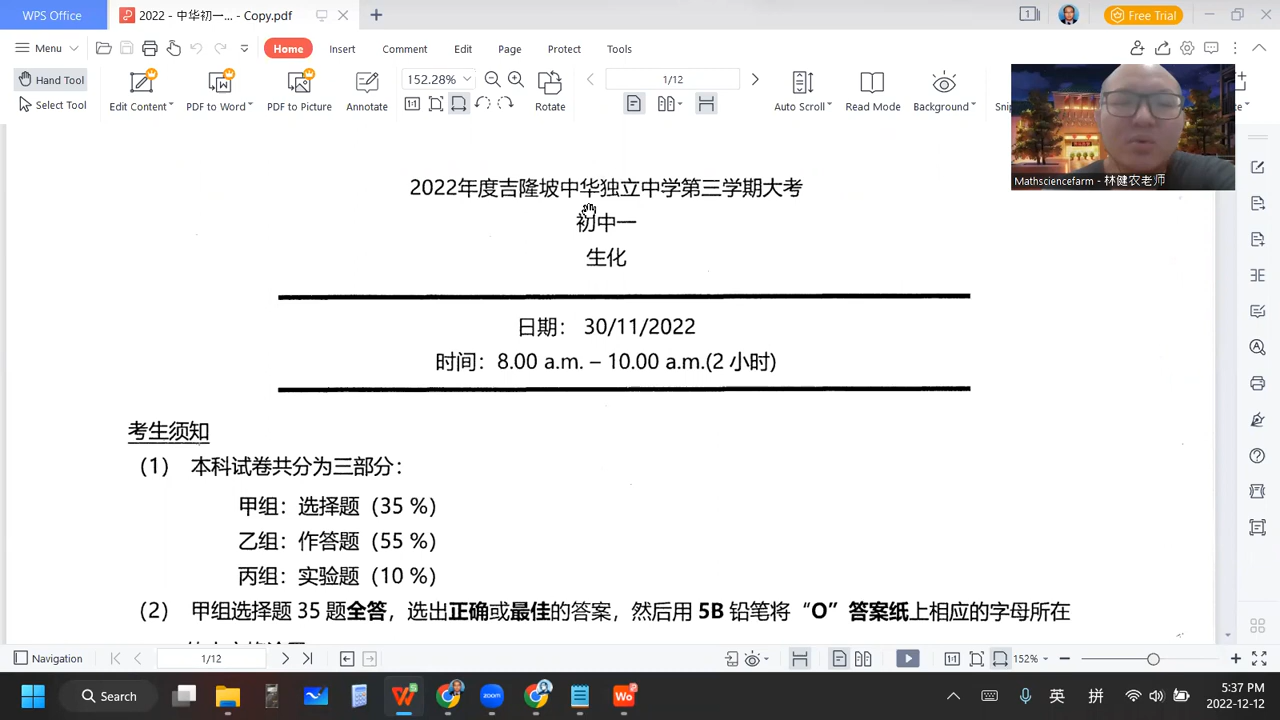 WPS Office
2022 - 中华初一... - Copy.pdf
Free Trial
Menu
Home
Insert
Comment
Edit
Page
Protect
Tools
Hand Tool
Select Tool
Edit Content
PDF to Word
PDF to Picture
Annotate
152.28%
Rotate
1/12
Auto Scroll
Read Mode
Background
Mathsciencefarm - 林健农老师
2022年度吉隆坡中华独立中学第三学期大考
初中一
生化
日期： 30/11/2022
时间：8.00 a.m. – 10.00 a.m.(2 小时)
考生须知
（1） 本科试卷共分为三部分：
甲组：选择题（35 %）
乙组：作答题（55 %）
丙组：实验题（10 %）
（2） 甲组选择题 35 题全答，选出正确或最佳的答案，然后用 5B 铅笔将“O”答案纸上相应的字母所在
Navigation
1/12
152%
Search
英
拼
5:37 PM
2022-12-12